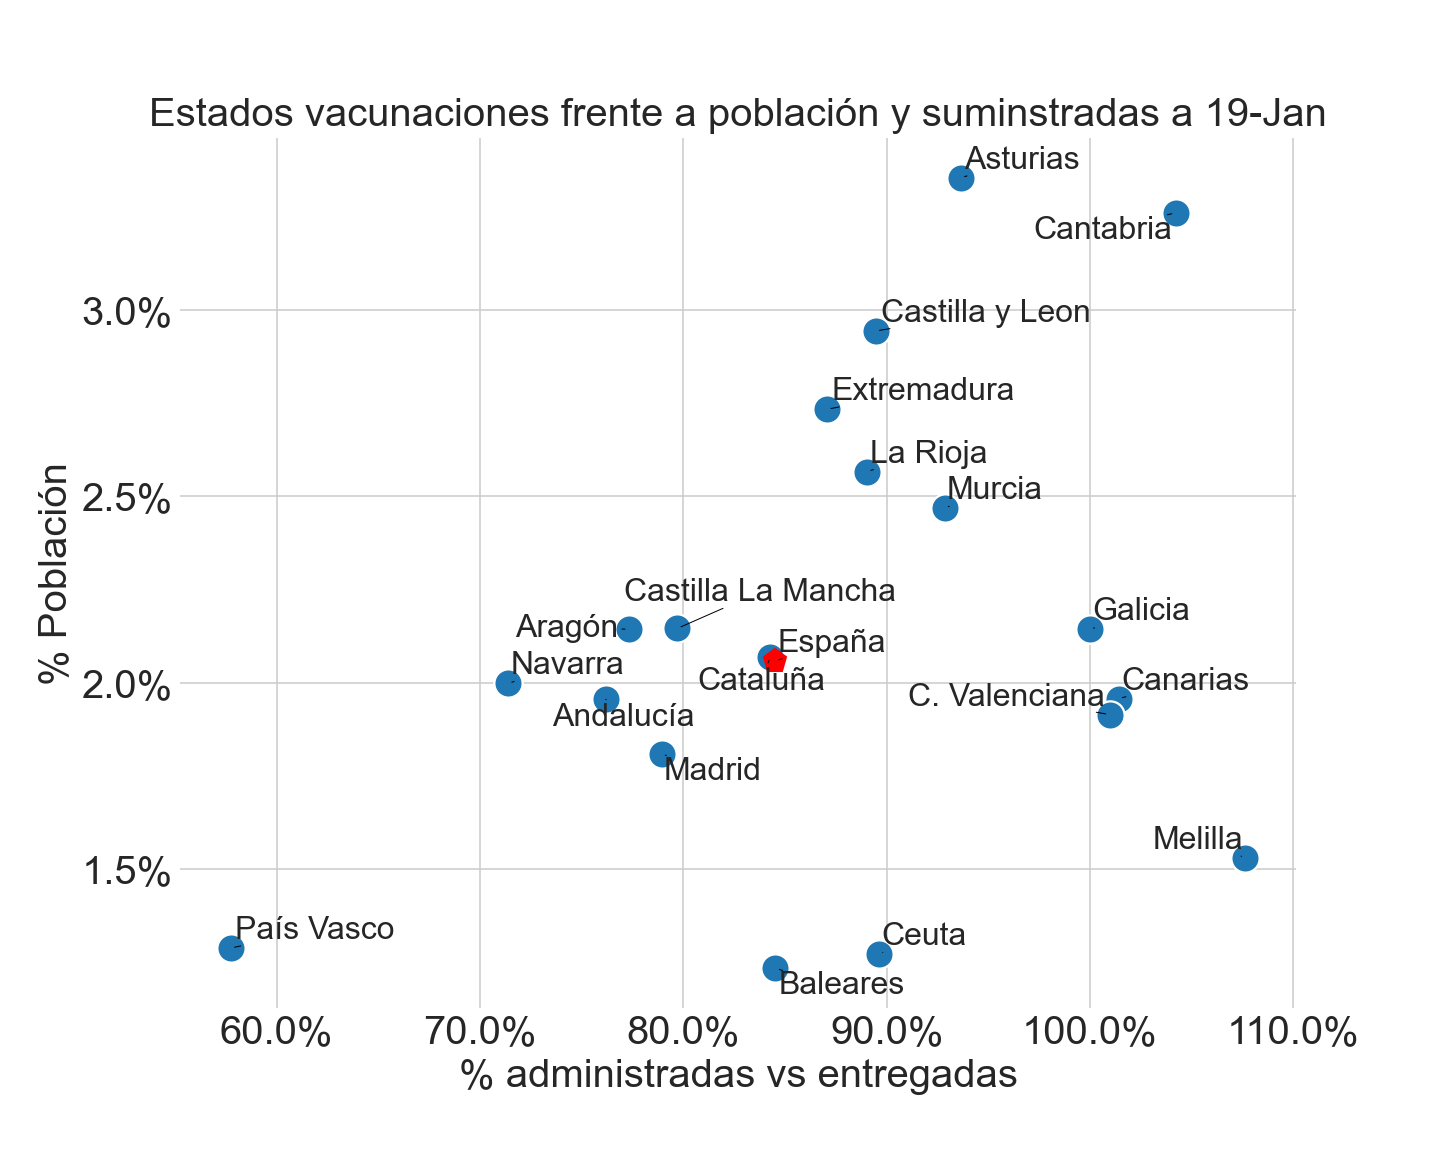 Estados vacunaciones frente a población y suminstradas a 19-Jan
Asturias
Cantabria
3.0%
Castilla y Leon
Extremadura
La Rioja
2.5%
Murcia
% Población
Castilla La Mancha
Galicia
Aragón
España
Navarra
2.0%
Cataluña
Canarias
C. Valenciana
Andalucía
Madrid
Melilla
1.5%
País Vasco
Ceuta
Baleares
60.0% 70.0% 80.0% 90.0% 100.0% 110.0%
% administradas vs entregadas